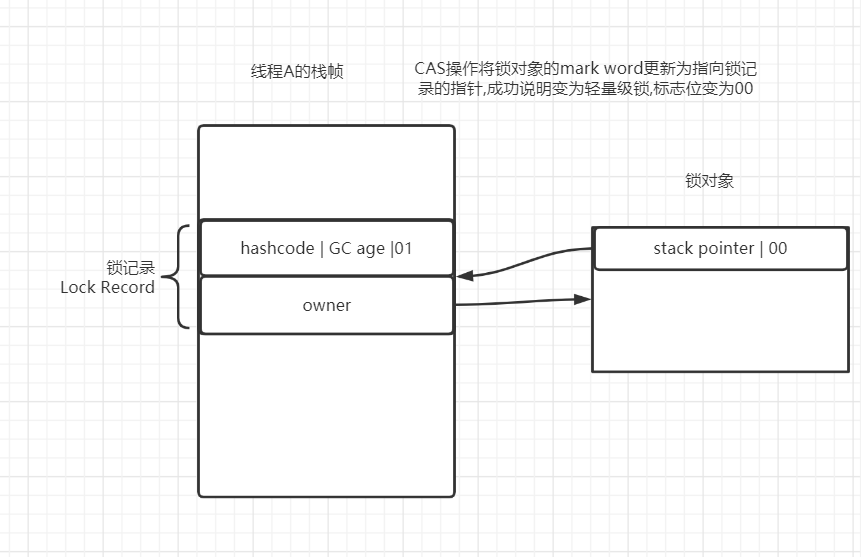 线程A的栈帧
CAS操作将锁对象的mark word更新为指向锁记
录的指针,成功说明变为轻量级锁,标志位变为00
锁对象
hashcode | GC age |01
stack pointer | 00
锁记录
Lock Record
owner